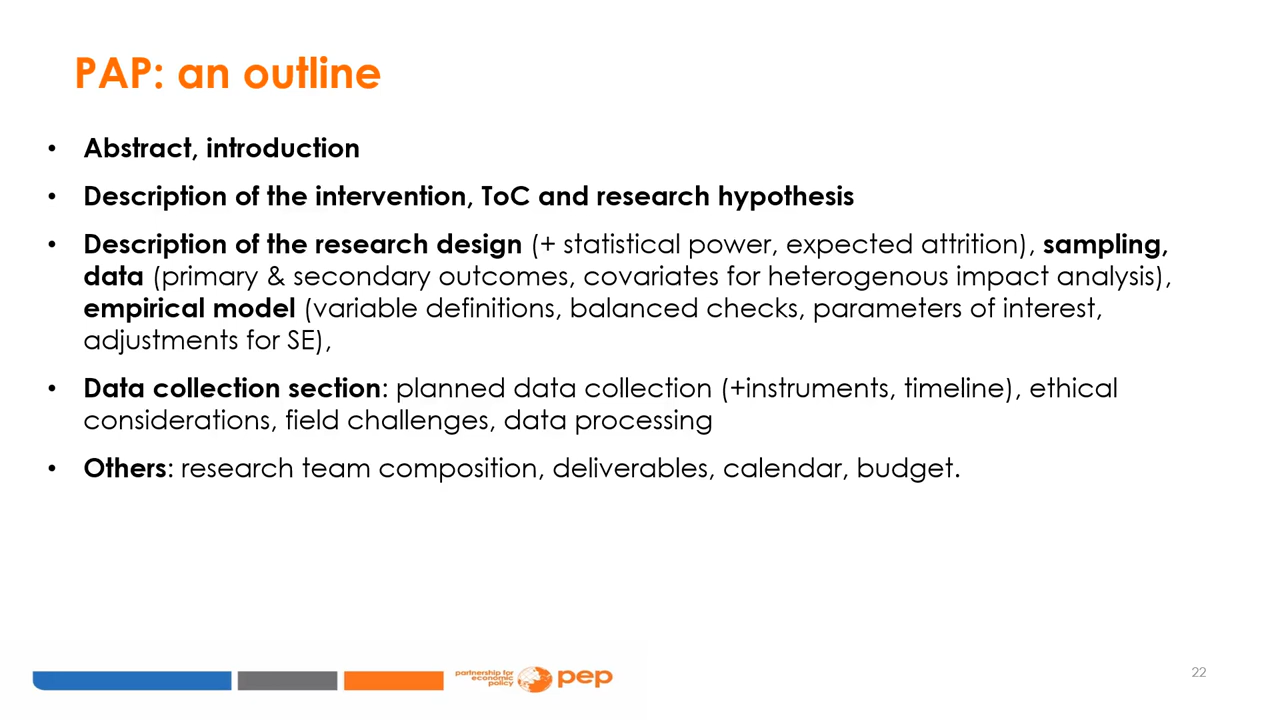 PAP: an outline
• Abstract, introduction
• Description of the intervention, ToC and research hypothesis
• Description of the research design (+ statistical power, expected attrition), sampling,
data (primary & secondary outcomes, covariates for heterogenous impact analysis),
empirical model (variable definitions, balanced checks, parameters of interest,
adjustments for SE),
• Data collection section: planned data collection (+instruments, timeline), ethical
considerations, field challenges, data processing
• Others: research team composition, deliverables, calendar, budget.
partnership for
economic
policy
pep
22